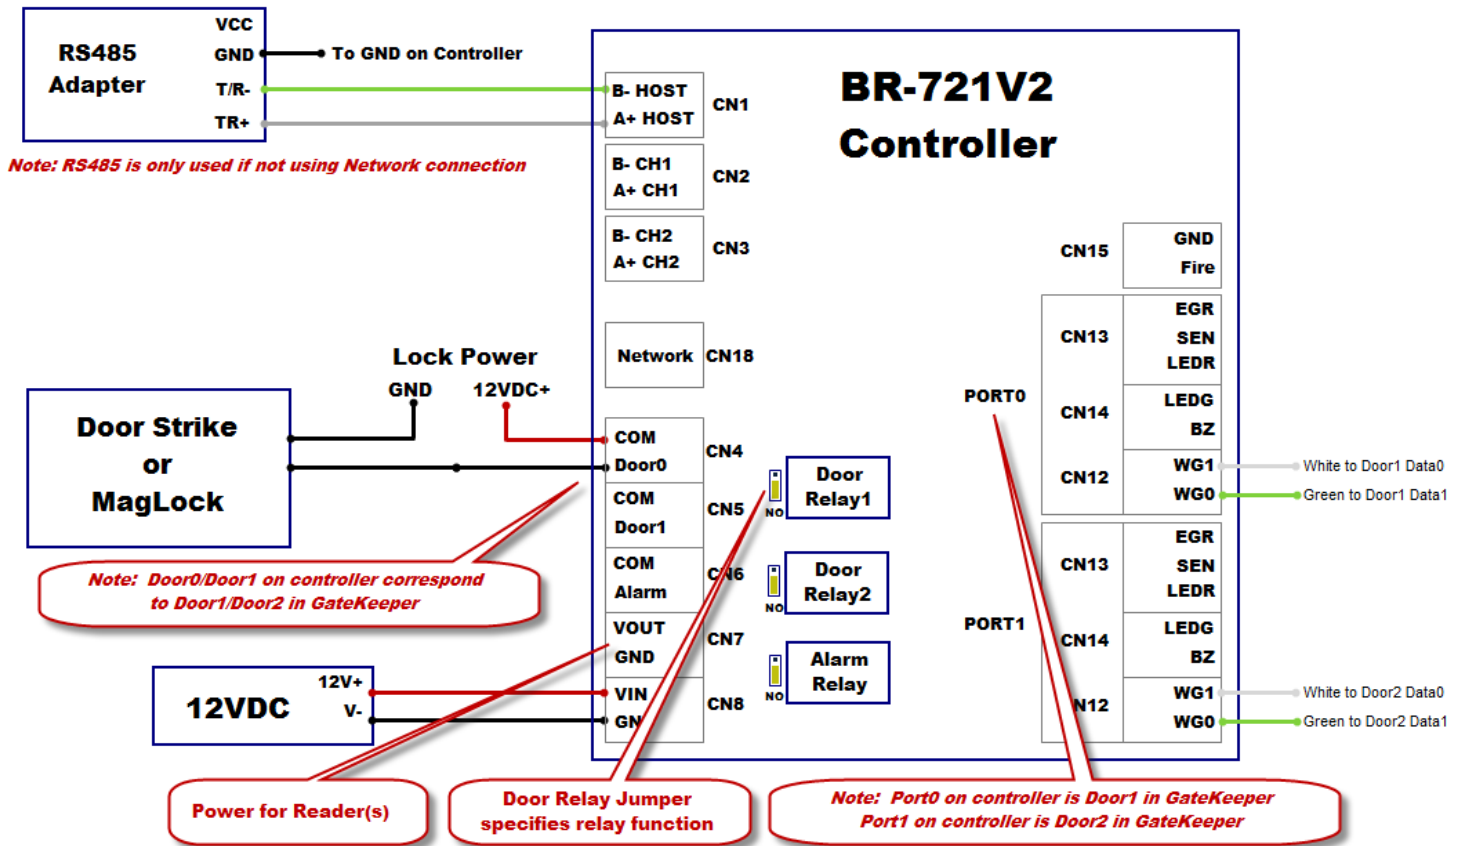 VCC
RS485
Adapter
GND
To GND on Controller
T/R-
TR+
Note: RS485 is only used if not using Network connection
BR-721V2
Controller
B- HOST
A+ HOST
CN1
B- CH1
A+ CH1
CN2
B- CH2
A+ CH2
CN3
Network
CN18
Lock Power
GND
12VDC+
Door Strike
or
MagLock
COM
Door0
CN4
COM
Door1
CN5
COM
Alarm
CN6
VOUT
GND
CN7
VIN
CN8
Note: Door0/Door1 on controller correspond
to Door1/Door2 in GateKeeper
12VDC
12V+
V-
Door
Relay1
NO
Door
Relay2
NO
Alarm
Relay
NO
CN15
GND
Fire
PORT0
CN13
EGR
SEN
LEDR
CN14
LEDG
BZ
CN12
WG1
WG0
White to Door1 Data0
Green to Door1 Data1
PORT1
CN13
EGR
SEN
LEDR
CN14
LEDG
BZ
WG1
WG0
White to Door2 Data0
Green to Door2 Data1
Power for Reader(s)
Door Relay Jumper
specifies relay function
Note: Port0 on controller is Door1 in GateKeeper
Port1 on controller is Door2 in GateKeeper